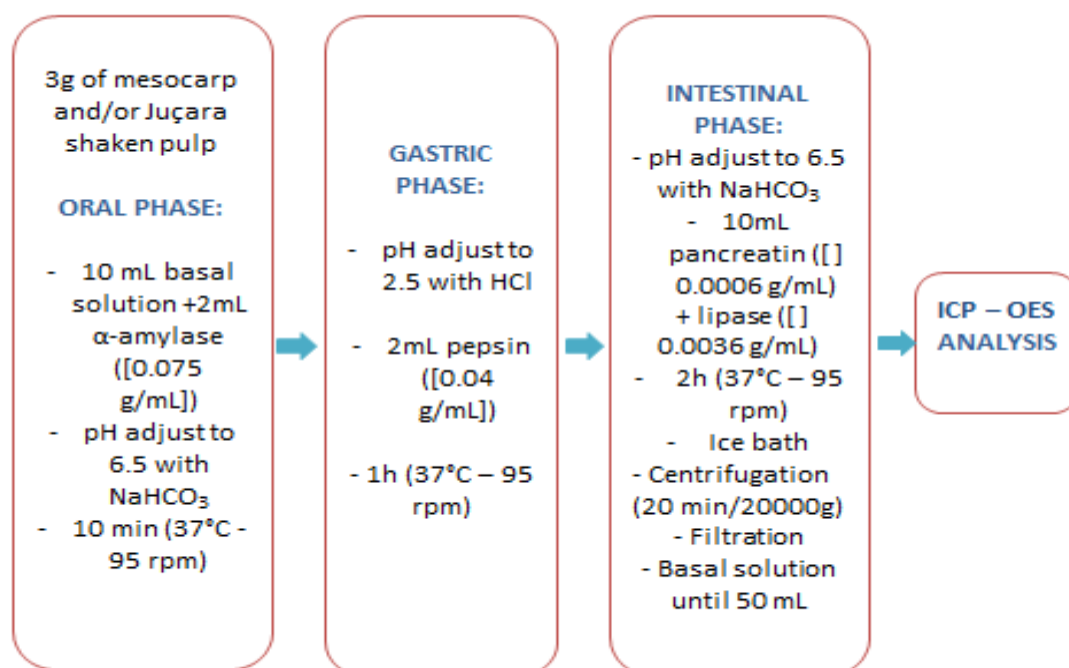 3g of mesocarp
and/or Juçara
shaken pulp
ORAL PHASE:
- 10 mL basal
solution +2mL
α-amylase
([0.075
g/mL])
- pH adjust to
6.5 with
NaHCO₃
- 10 min (37°C -
95 rpm)
GASTRIC
PHASE:
- pH adjust to
2.5 with HCl
- 2mL pepsin
([0.04
g/mL])
- 1h (37°C – 95
rpm)
INTESTINAL
PHASE:
- pH adjust to 6.5
with NaHCO₃
- 10mL
pancreatin ([]
0.0006 g/mL)
+ lipase ([]
0.0036 g/mL)
- 2h (37°C – 95
rpm)
- Ice bath
- Centrifugation
(20 min/20000g)
- Filtration
- Basal solution
until 50 mL
ICP – OES
ANALYSIS